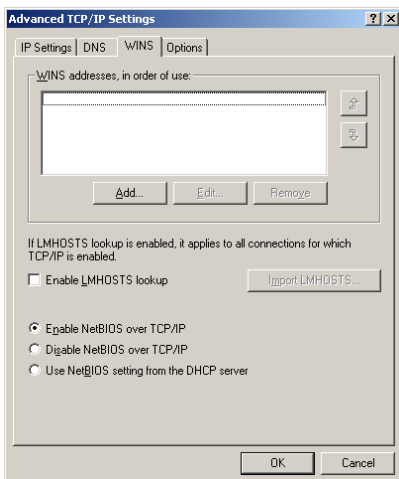 Advanced TCP/IP Settings
IP Settings DNS WINS Options
WINS addresses, in order of use:
Add... Edit... Remove
If LMHOSTS lookup is enabled, it applies to all connections for which
TCP/IP is enabled.
Enable LMHOSTS lookup Import LMHOSTS...
Enable NetBIOS over TCP/IP
Disable NetBIOS over TCP/IP
Use NetBIOS setting from the DHCP server
OK Cancel